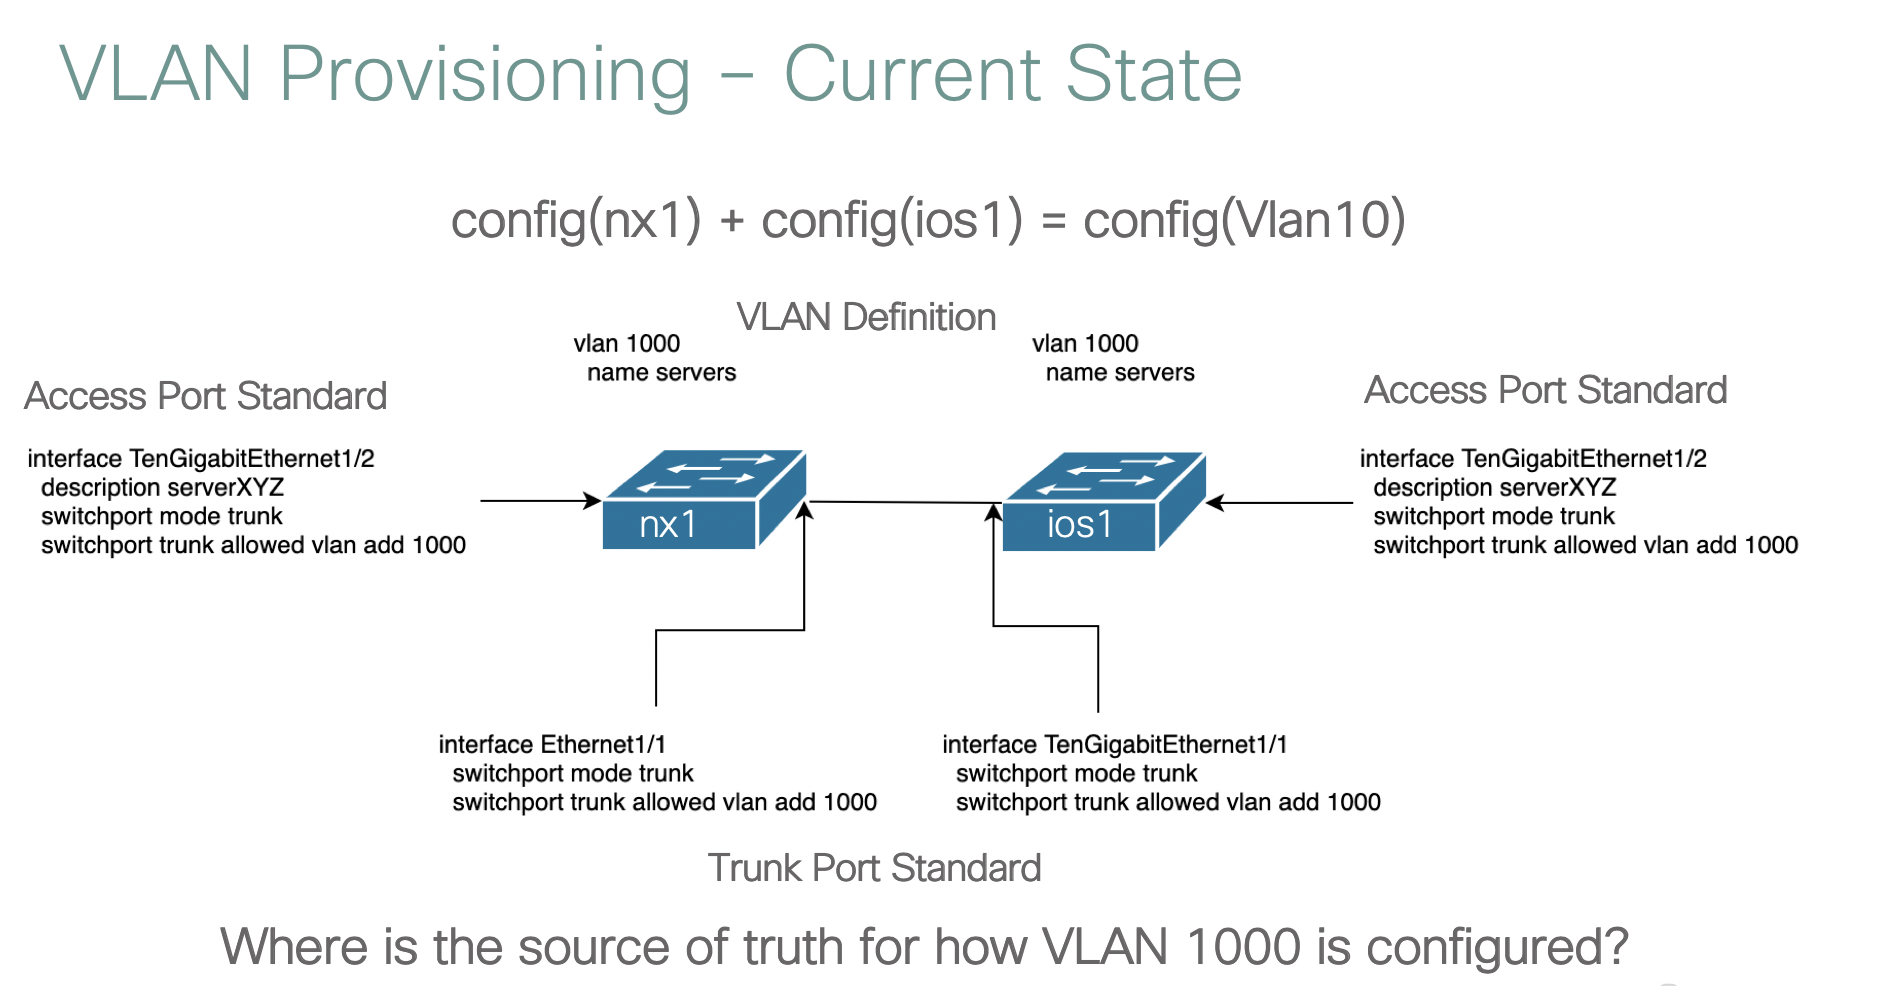 VLAN Provisioning – Current State
config(nx1) + config(ios1) = config(Vlan10)
VLAN Definition
vlan 1000
name servers
vlan 1000
name servers
Access Port Standard
interface TenGigabitEthernet1/2
description serverXYZ
switchport mode trunk
switchport trunk allowed vlan add 1000
Access Port Standard
interface TenGigabitEthernet1/2
description serverXYZ
switchport mode trunk
switchport trunk allowed vlan add 1000
nx1
ios1
interface Ethernet1/1
switchport mode trunk
switchport trunk allowed vlan add 1000
interface TenGigabitEthernet1/1
switchport mode trunk
switchport trunk allowed vlan add 1000
Trunk Port Standard
Where is the source of truth for how VLAN 1000 is configured?